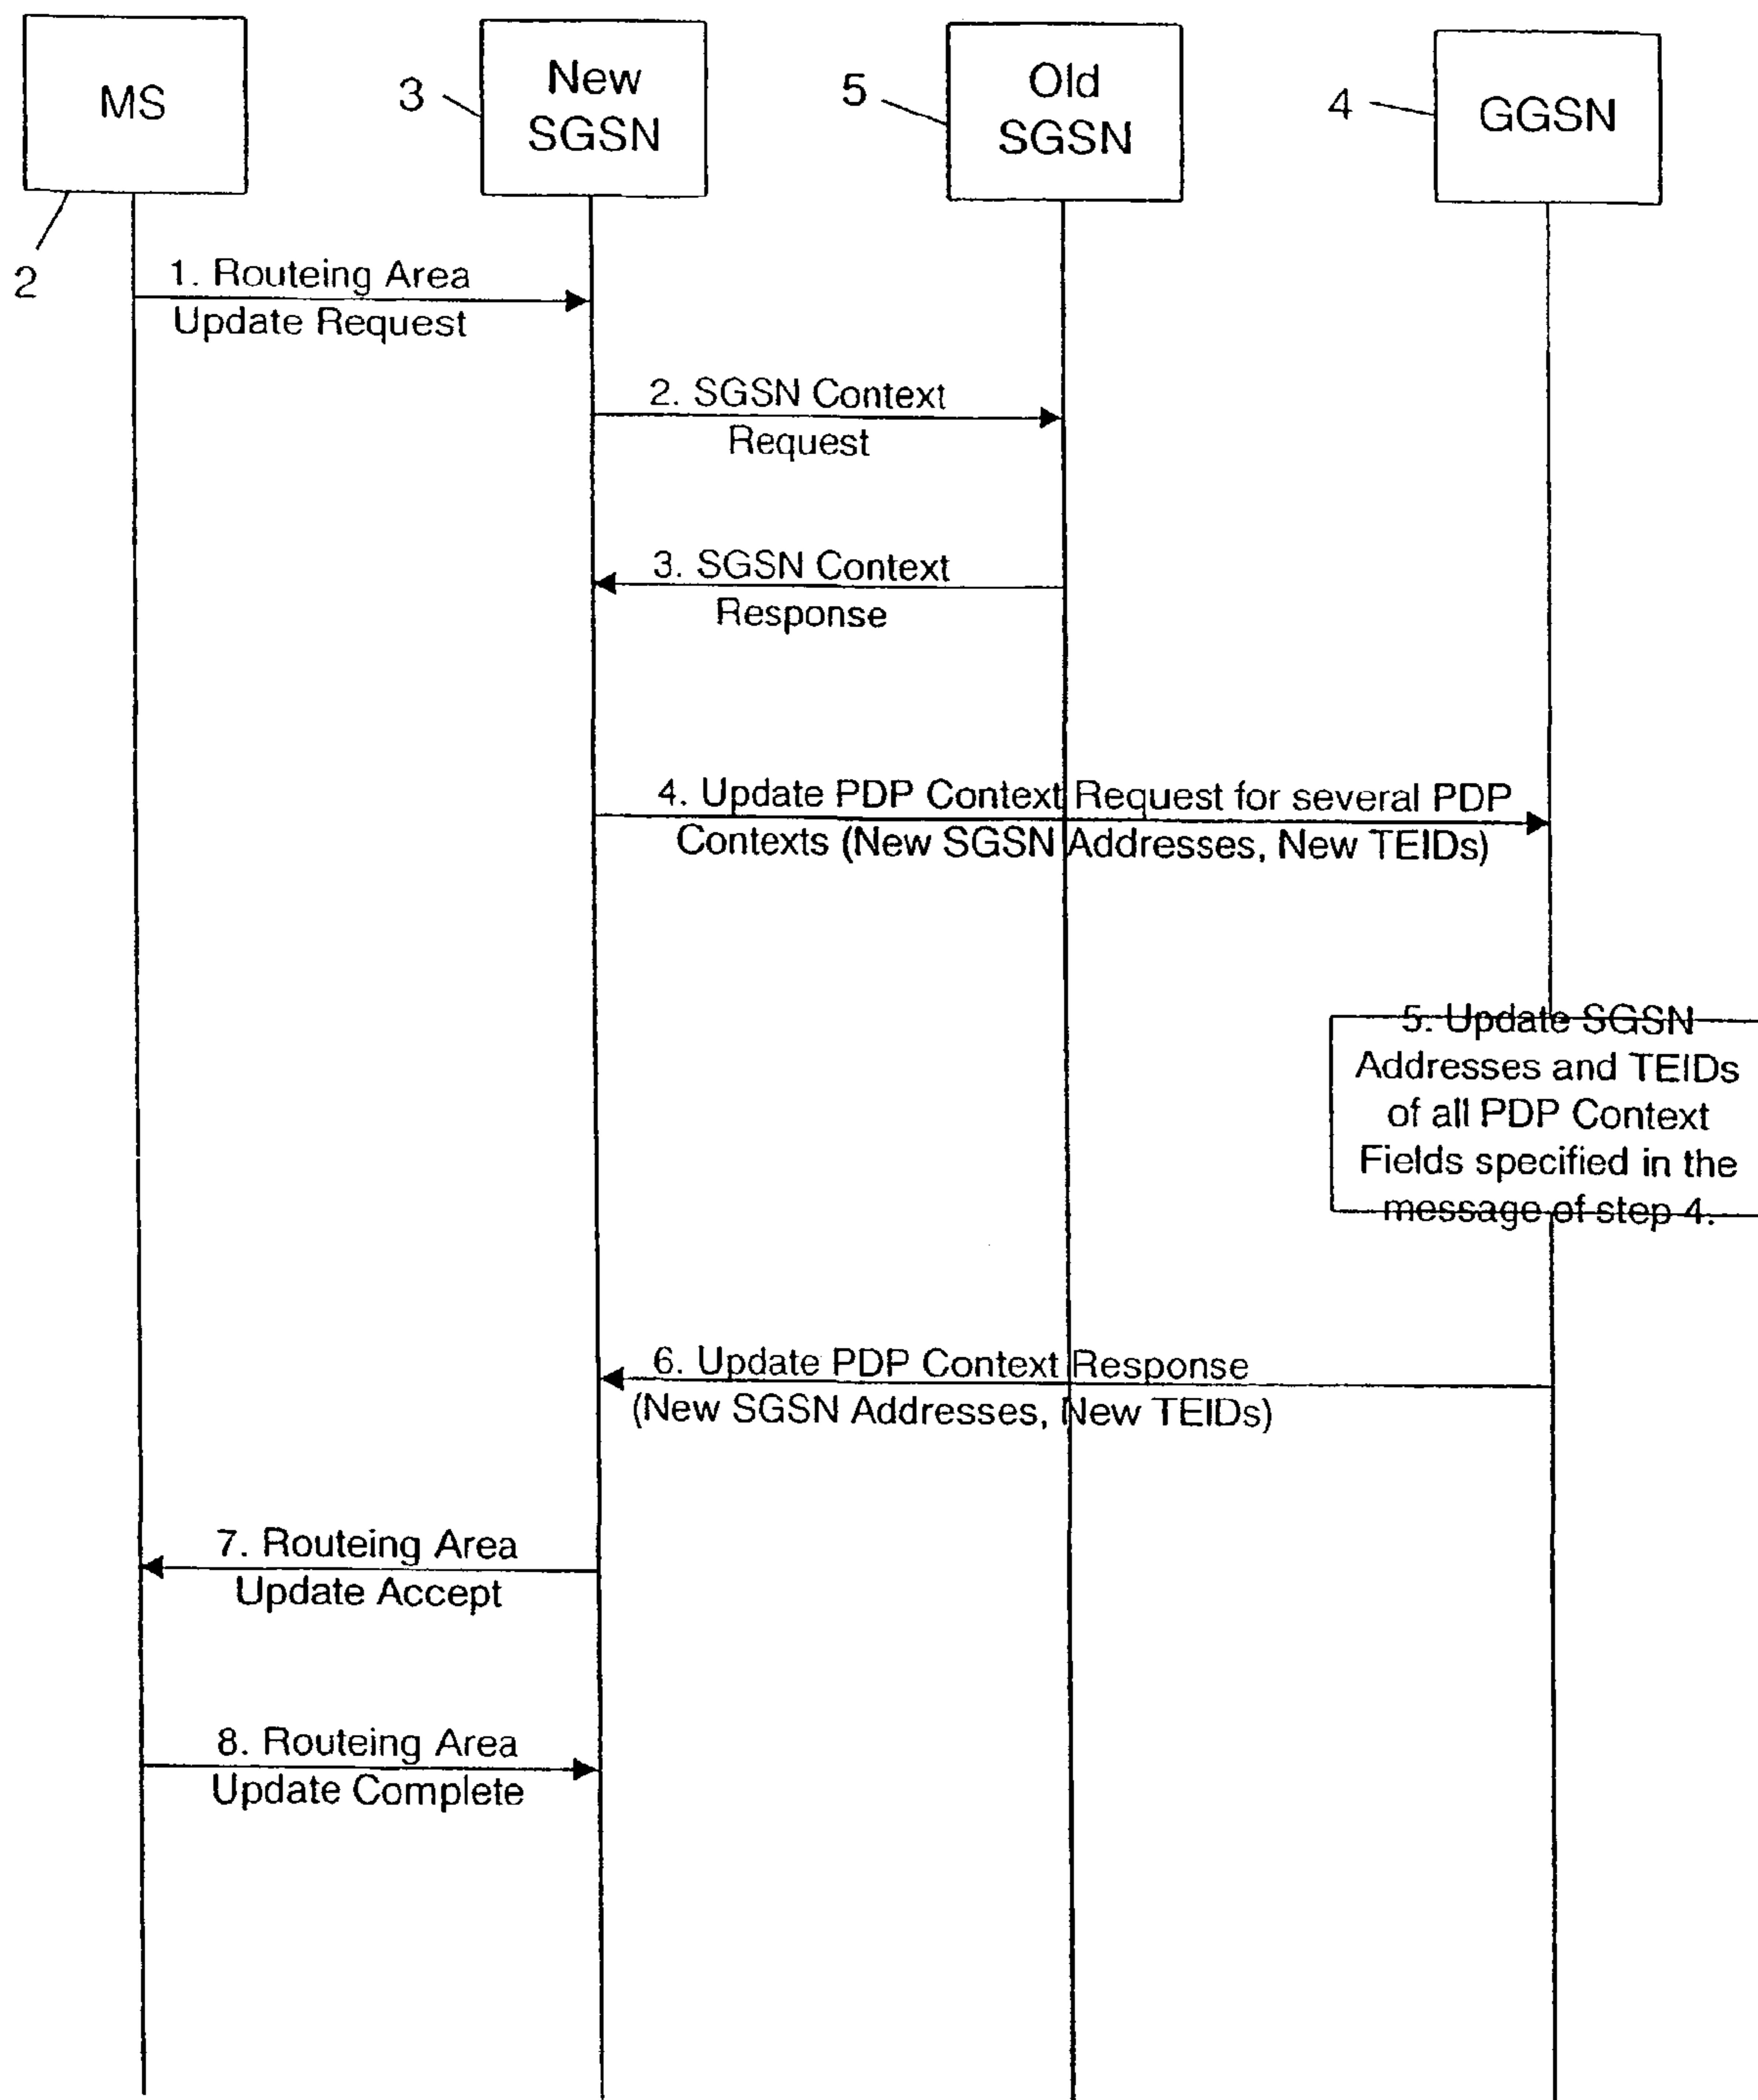 MS
3
New
SGSN
5
Old
SGSN
4
GGSN
2
1. Routeing Area
Update Request
2. SGSN Context
Request
3. SGSN Context
Response
4. Update PDP Context Request for several PDP
Contexts (New SGSN Addresses, New TEIDs)
5. Update SGSN
Addresses and TEIDs
of all PDP Context
Fields specified in the
message of step 4.
6. Update PDP Context Response
(New SGSN Addresses, New TEIDs)
7. Routeing Area
Update Accept
8. Routeing Area
Update Complete